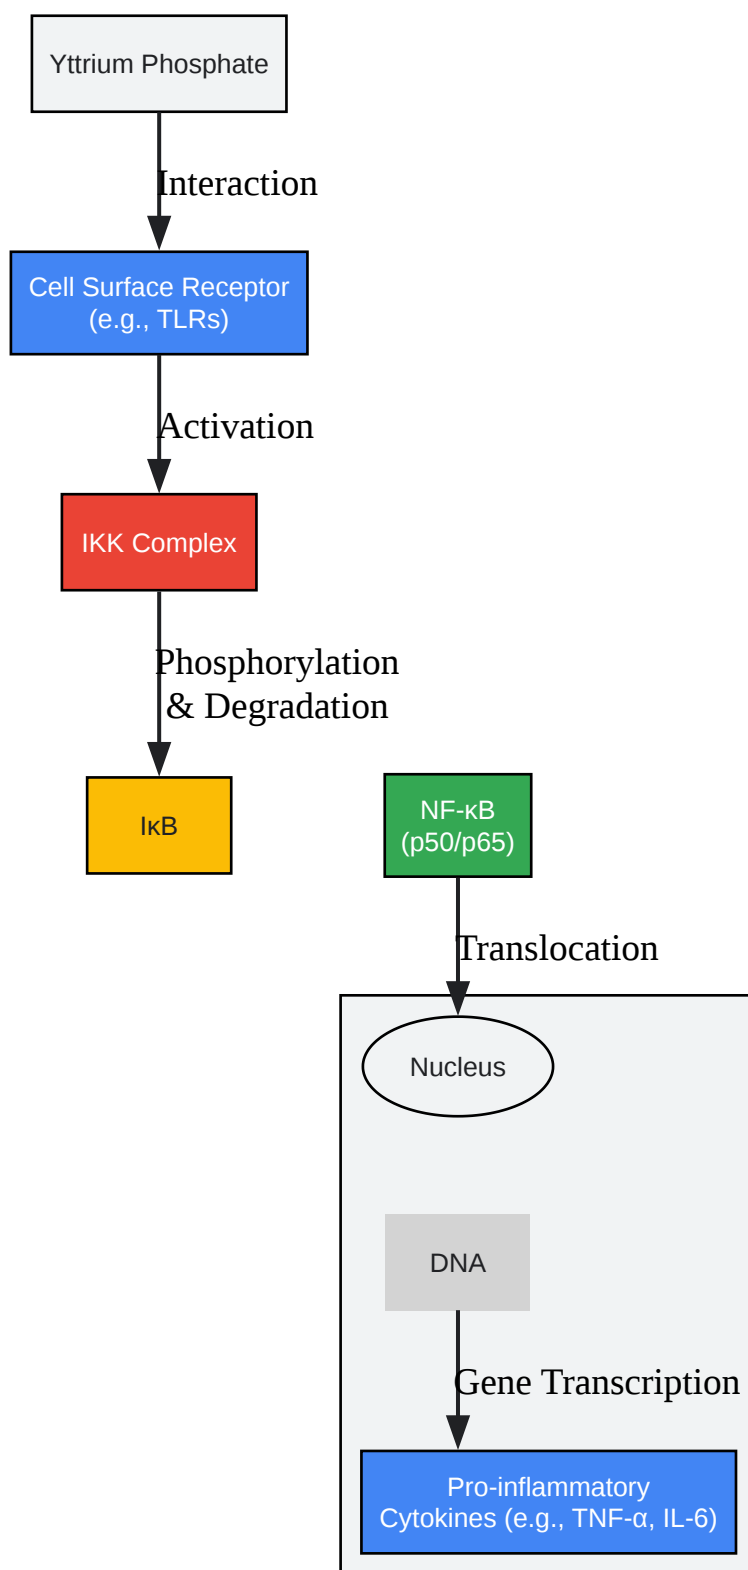 Yttrium Phosphate
Interaction
Cell Surface Receptor
(e.g., TLRs)
Activation
IKK Complex
Phosphorylation
& Degradation
IκB
NF-κB
(p50/p65)
Translocation
Nucleus
DNA
Gene Transcription
Pro-inflammatory
Cytokines (e.g., TNF-α, IL-6)